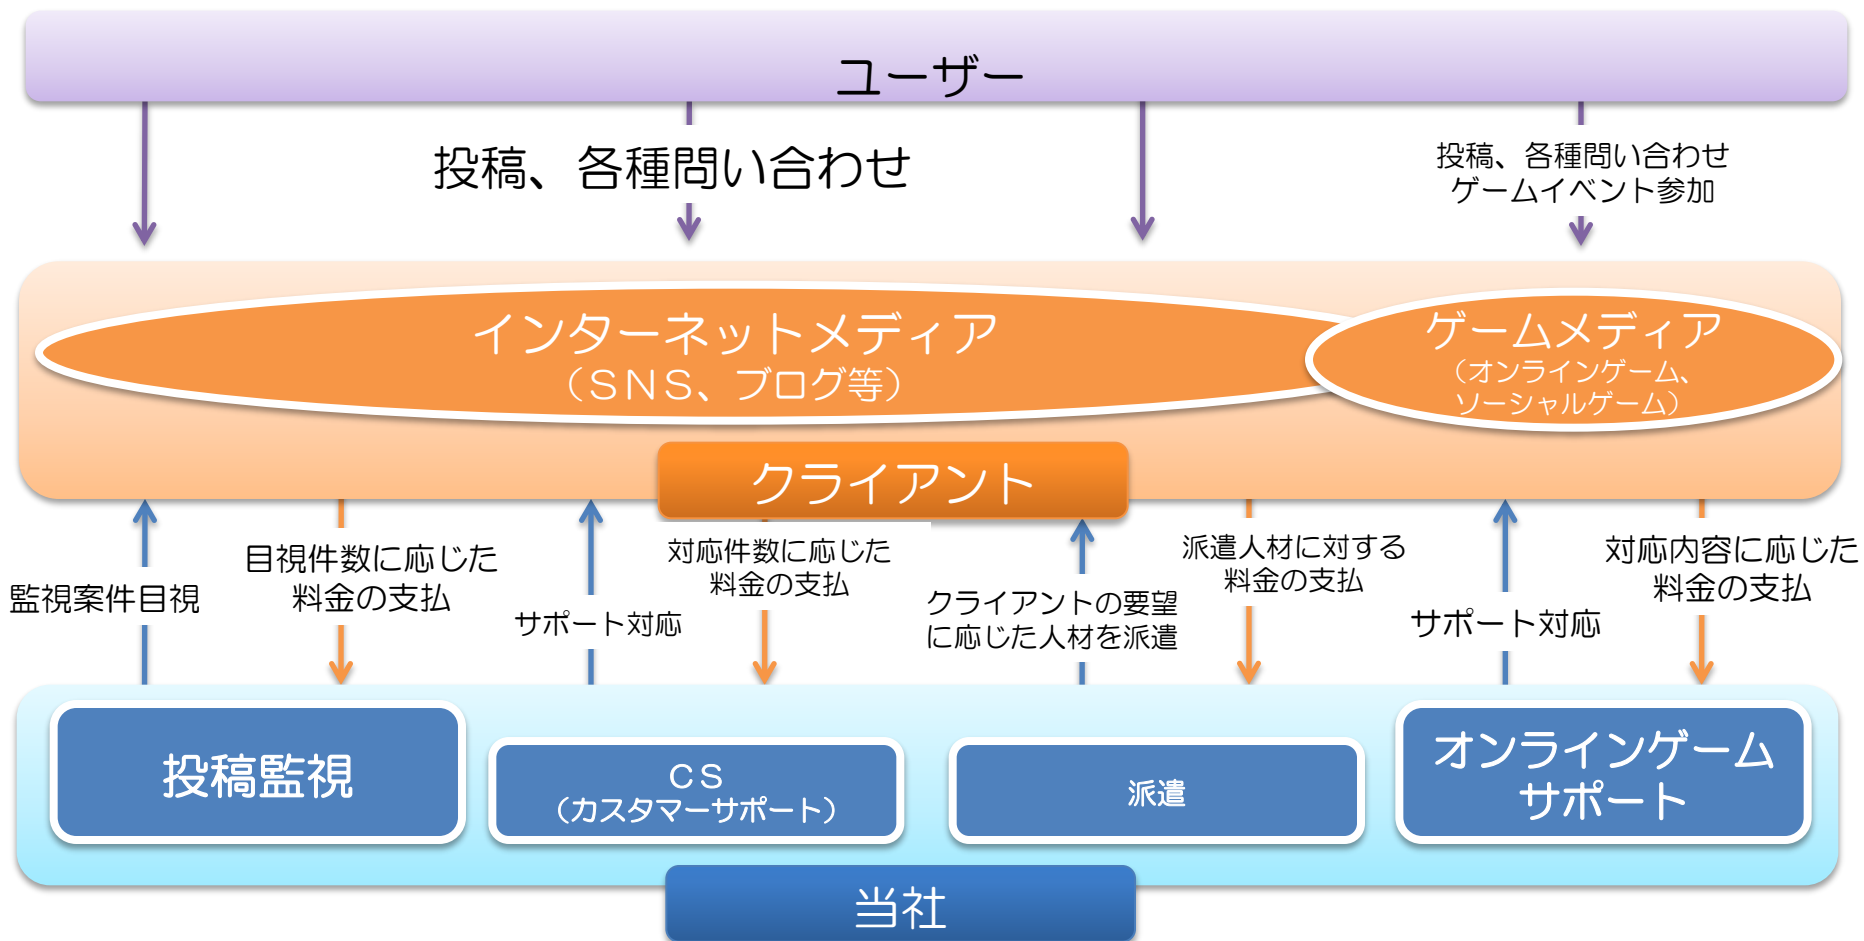 ユーザー
投稿、各種問い合わせ
投稿、各種問い合わせ
ゲームイベント参加
インターネットメディア
（ＳＮＳ、ブログ等）
ゲームメディア
（オンラインゲーム、
ソーシャルゲーム）
クライアント
監視案件目視
目視件数に応じた
料金の支払
サポート対応
対応件数に応じた
料金の支払
クライアントの要望
に応じた人材を派遣
派遣人材に対する
料金の支払
サポート対応
対応内容に応じた
料金の支払
投稿監視
ＣＳ
（カスタマーサポート）
派遣
オンラインゲーム
サポート
当社